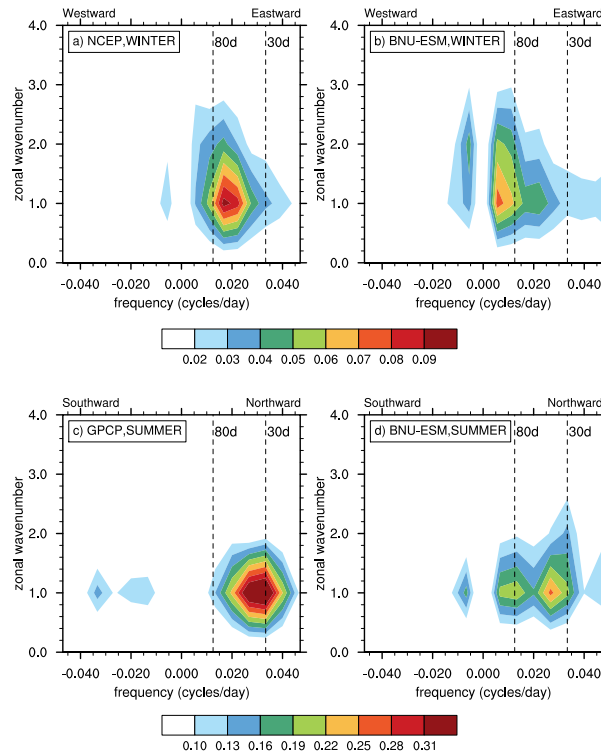 Westward Eastward Westward Eastward
a) NCEP,WINTER 80d 30d b) BNU-ESM,WINTER 80d 30d
4.0 4.0
3.0 3.0
zonal wavenumber zonal wavenumber
2.0 2.0
1.0 1.0
0.0 0.0
-0.040 -0.020 0.000 0.020 0.040 -0.040 -0.020 0.000 0.020 0.040
frequency (cycles/day) frequency (cycles/day)
0.02 0.03 0.04 0.05 0.06 0.07 0.08 0.09
Southward Northward Southward Northward
4.0 4.0
c) GPCP,SUMMER 80d 30d d) BNU-ESM,SUMMER 80d 30d
3.0 3.0
zonal wavenumber zonal wavenumber
2.0 2.0
1.0 1.0
0.0 0.0
-0.040 -0.020 0.000 0.020 0.040 -0.040 -0.020 0.000 0.020 0.040
frequency (cycles/day) frequency (cycles/day)
0.10 0.13 0.16 0.19 0.22 0.25 0.28 0.31